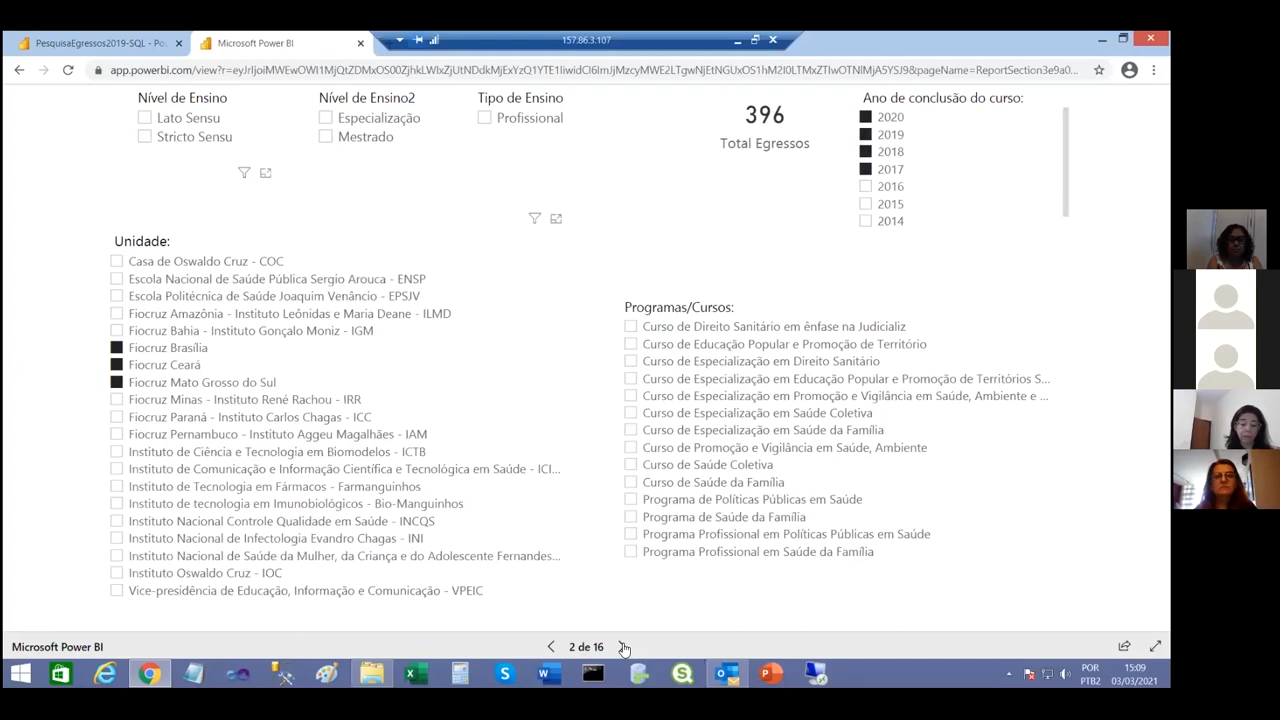 PesquisaEgressos2019-SQL - Po
Microsoft Power BI
157.86.3.107
Nível de Ensino
Lato Sensu
Stricto Sensu
Nível de Ensino2
Especialização
Mestrado
Tipo de Ensino
Profissional
396
Total Egressos
Ano de conclusão do curso:
2020
2019
2018
2017
2016
2015
2014
Unidade:
Casa de Oswaldo Cruz - COC
Escola Nacional de Saúde Pública Sergio Arouca - ENSP
Escola Politécnica de Saúde Joaquim Venâncio - EPSJV
Fiocruz Amazônia - Instituto Leônidas e Maria Deane - ILMD
Fiocruz Bahia - Instituto Gonçalo Moniz - IGM
Fiocruz Brasília
Fiocruz Ceará
Fiocruz Mato Grosso do Sul
Fiocruz Minas - Instituto René Rachou - IRR
Fiocruz Paraná - Instituto Carlos Chagas - ICC
Fiocruz Pernambuco - Instituto Aggeu Magalhães - IAM
Instituto de Ciência e Tecnologia em Biomodelos - ICTB
Instituto de Comunicação e Informação Científica e Tecnológica em Saúde - ICI...
Instituto de Tecnologia em Fármacos - Farmanguinhos
Instituto de tecnologia em Imunobiológicos - Bio-Manguinhos
Instituto Nacional Controle Qualidade em Saúde - INCQS
Instituto Nacional de Infectologia Evandro Chagas - INI
Instituto Nacional de Saúde da Mulher, da Criança e do Adolescente Fernandes...
Instituto Oswaldo Cruz - IOC
Vice-presidência de Educação, Informação e Comunicação - VPEIC
Programas/Cursos:
Curso de Direito Sanitário em ênfase na Judicializ
Curso de Educação Popular e Promoção de Território
Curso de Especialização em Direito Sanitário
Curso de Especialização em Educação Popular e Promoção de Territórios S...
Curso de Especialização em Promoção e Vigilância em Saúde, Ambiente e ...
Curso de Especialização em Saúde Coletiva
Curso de Especialização em Saúde da Família
Curso de Promoção e Vigilância em Saúde, Ambiente
Curso de Saúde Coletiva
Curso de Saúde da Família
Programa de Políticas Públicas em Saúde
Programa de Saúde da Família
Programa Profissional em Políticas Públicas em Saúde
Programa Profissional em Saúde da Família
Microsoft Power BI
2 de 16
POR
PTB2
15:09
03/03/2021